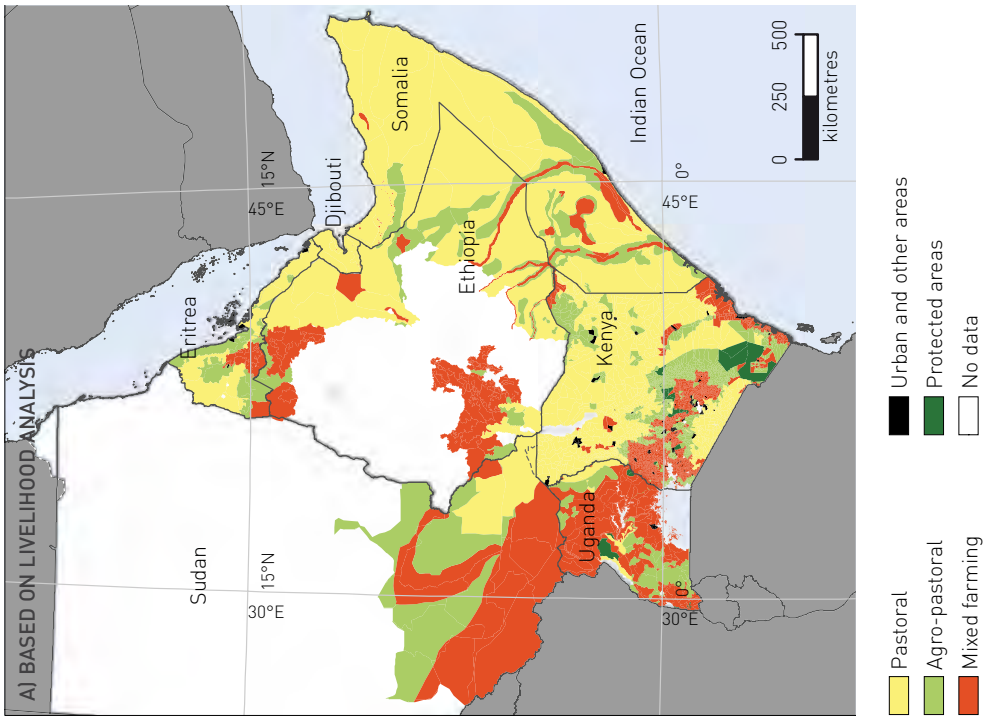 A) BASED ON LIVELIHOOD ANALYSIS
Eritrea
Sudan
Djibouti
Somalia
Ethiopia
Kenya
Uganda
Indian Ocean
15°N
45°E
15°N
30°E
0°
45°E
0°
30°E
0 250 500
kilometres
Pastoral
Agro-pastoral
Mixed farming
Urban and other areas
Protected areas
No data